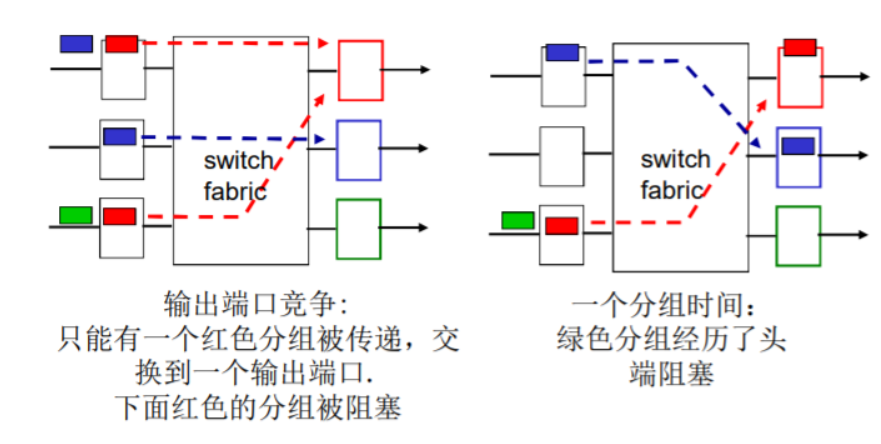 switch
fabric
输出端口竞争:
只能有一个红色分组被传递，交
换到一个输出端口.
下面红色的分组被阻塞
switch
fabric
一个分组时间：
绿色分组经历了头
端阻塞